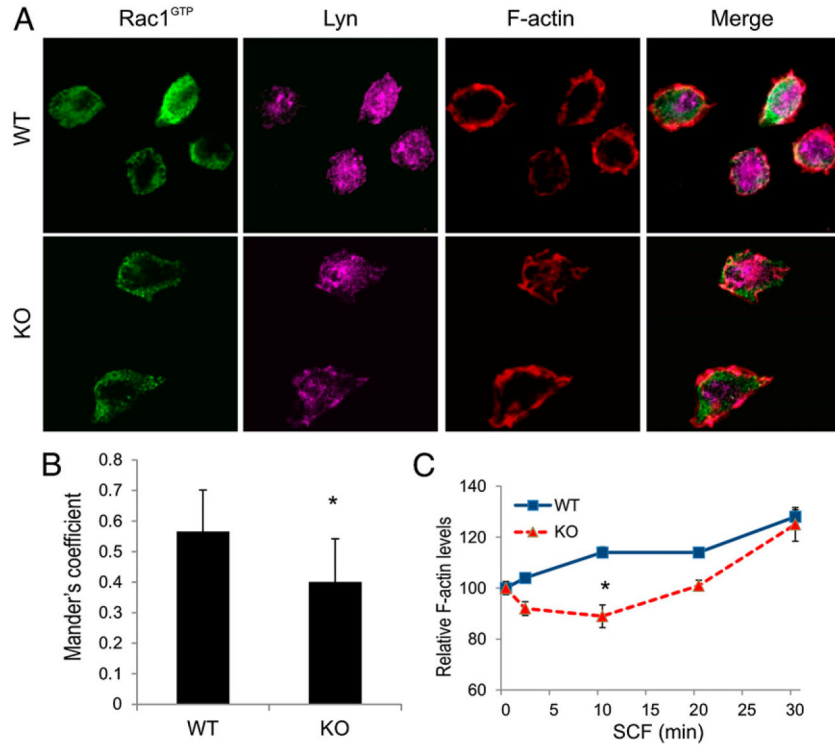 A
Rac1GTP Lyn F-actin Merge
WT
KO
B
Mander's coefficient
0.8
0.7
0.6
0.5
0.4
0.3
0.2
0.1
0
*
WT KO
C
Relative F-actin levels
140
120
100
80
60
WT
KO
*
0 5 10 15 20 25 30
SCF (min)